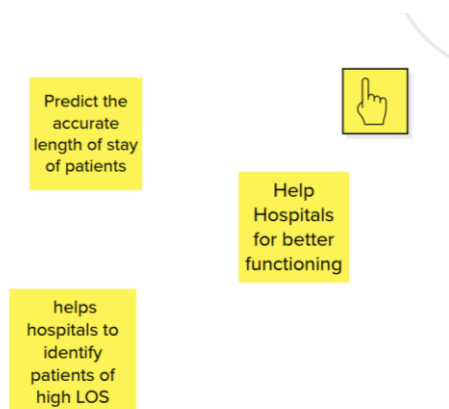 Predict the
accurate
length of stay
of patients
Help
Hospitals
for better
functioning
helps
hospitals to
identify
patients of
high LOS